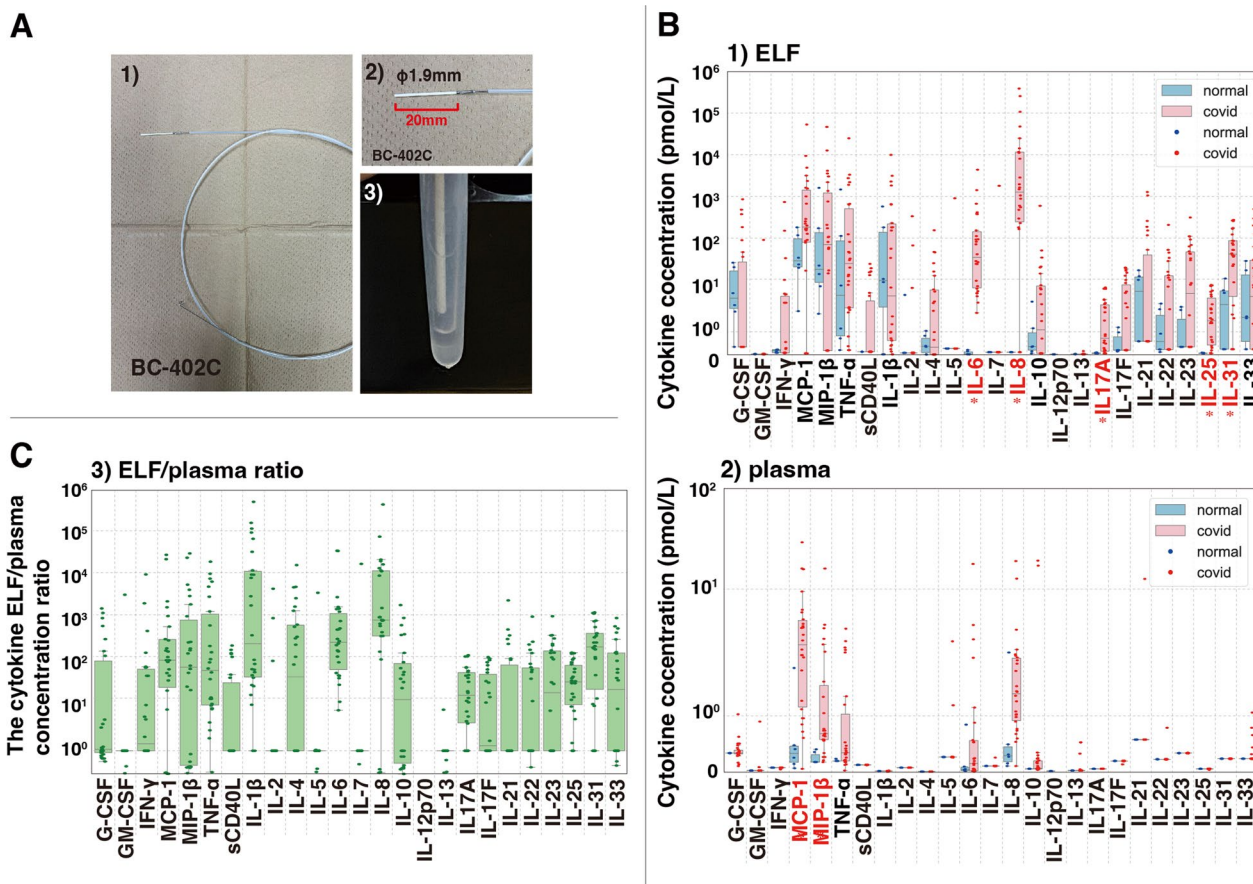 A
1)
BC-402C
2)
ϕ1.9mm
20mm
BC-402C
3)
B
1) ELF
Cytokine cocentration (pmol/L)
10⁶
10⁵
10⁴
10³
10²
10¹
10⁰
0
normal
covid
normal
covid
G-CSF
GM-CSF
IFN-γ
MCP-1
MIP-1β
TNF-α
sCD40L
IL-1β
IL-2
IL-4
IL-5
* IL-6
IL-7
* IL-8
IL-10
IL-12p70
IL-13
* IL17A
IL-17F
IL-21
IL-22
IL-23
* IL-25
* IL-31
IL-33
2) plasma
Cytokine cocentration (pmol/L)
10²
10¹
10⁰
0
normal
covid
normal
covid
G-CSF
GM-CSF
IFN-γ
* MCP-1
* MIP-1β
TNF-α
sCD40L
IL-1β
IL-2
IL-4
IL-5
IL-6
IL-7
IL-8
IL-10
IL-12p70
IL-13
IL-17A
IL-17F
IL-21
IL-22
IL-23
IL-25
IL-31
IL-33
C
3) ELF/plasma ratio
The cytokine ELF/plasma
concentration ratio
10⁶
10⁵
10⁴
10³
10²
10¹
10⁰
G-CSF
GM-CSF
IFN-γ
MCP-1
MIP-1β
TNF-α
sCD40L
IL-1β
IL-2
IL-4
IL-5
IL-6
IL-7
IL-8
IL-10
IL-12p70
IL-13
IL17A
IL-17F
IL-21
IL-22
IL-23
IL-25
IL-31
IL-33